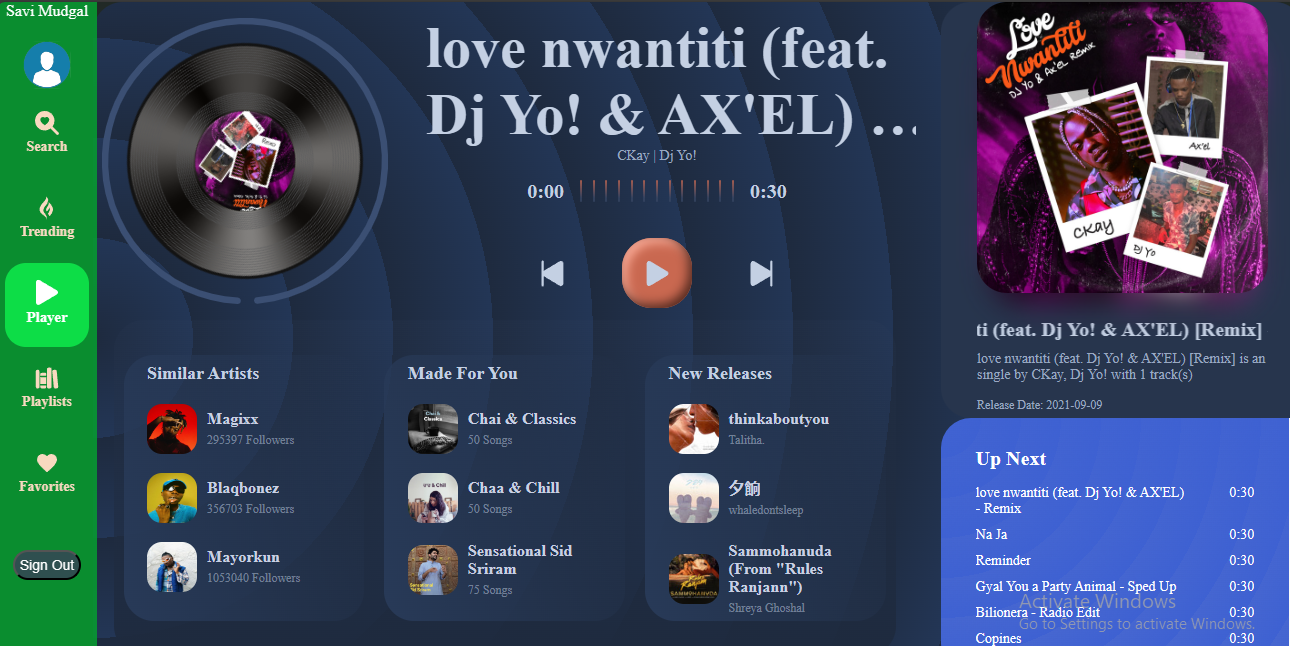 Savi Mudgal
Search
Trending
Player
Playlists
Favorites
Sign Out
love nwantiti (feat.
Dj Yo! & AX'EL) ...
CKay | Dj Yo!
0:00
0:30
Similar Artists
Magixx
295397 Followers
Blaqbonez
356703 Followers
Mayorkun
1053040 Followers
Made For You
Chai & Classics
50 Songs
Chaa & Chill
50 Songs
Sensational Sid
Sriram
75 Songs
New Releases
thinkaboutyou
Talitha.
whaledontsleep
Sammohanuda
(From "Rules
Ranjann")
Shreya Ghoshal
Love
Nwantiti
DJ YO & AX'EL REMIX
Ax'el
CKay
DJ Yo
ti (feat. Dj Yo! & AX'EL) [Remix]
love nwantiti (feat. Dj Yo! & AX'EL) [Remix] is an
single by CKay, Dj Yo! with 1 track(s)
Release Date: 2021-09-09
Up Next
love nwantiti (feat. Dj Yo! & AX'EL) 0:30
- Remix
Na Ja 0:30
Reminder 0:30
Gyal You a Party Animal - Sped Up 0:30
Bilionera - Radio Edit 0:30
Copines 0:30
Activate Windows
Go to Settings to activate Windows.